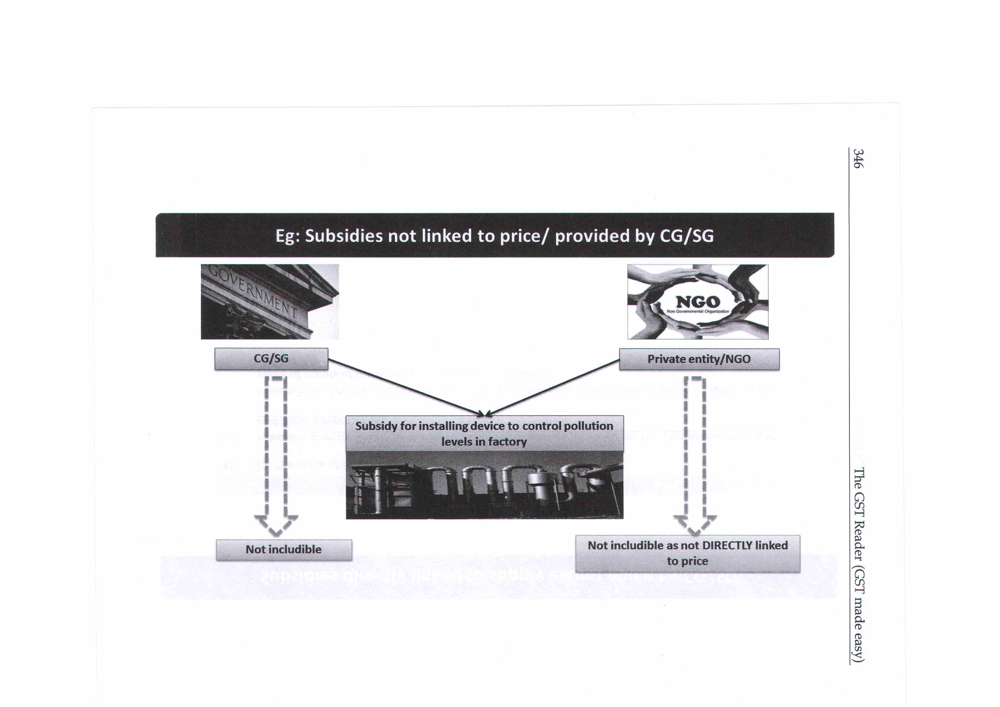 346
The GST Reader (GST made easy)
Eg: Subsidies not linked to price/ provided by CG/SG
GOVERNMENT
NGO
Non Governmental Organization
CG/SG
Private entity/NGO
Subsidy for installing device to control pollution
levels in factory
Not includible
Not includible as not DIRECTLY linked
to price